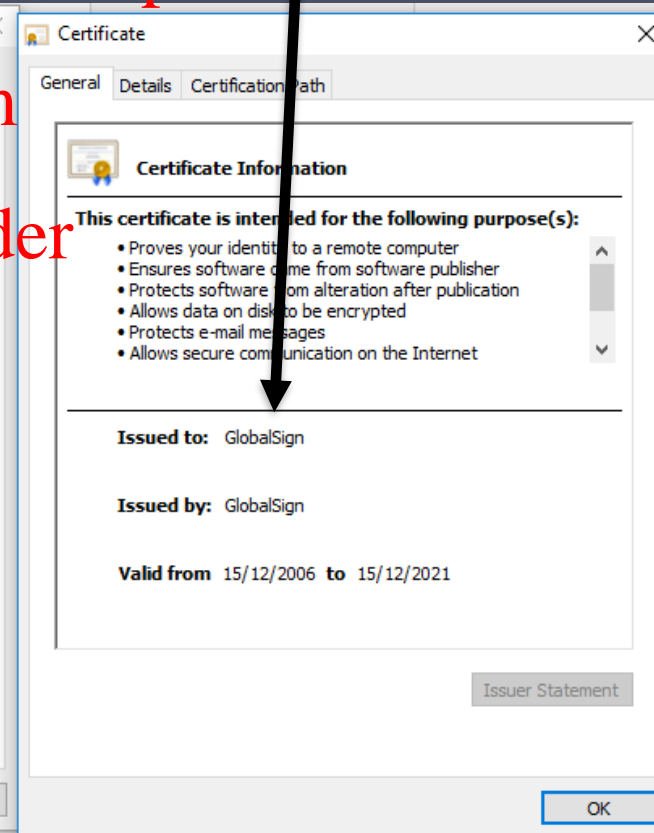 Certificate
General Details Certification Path
Certificate Information
This certificate is intended for the following purpose(s):
• Proves your identity to a remote computer
• Ensures software came from software publisher
• Protects software from alteration after publication
• Allows data on disk to be encrypted
• Protects e-mail messages
• Allows secure communication on the Internet
Issued to: GlobalSign
Issued by: GlobalSign
Valid from 15/12/2006 to 15/12/2021
Issuer Statement
OK